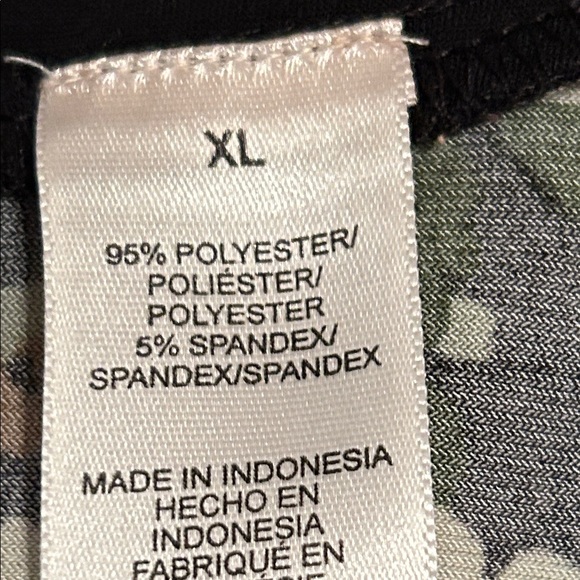 XL
95% POLYESTER/
POLIÉSTER/
POLYESTER
5% SPANDEX/
SPANDEX/SPANDEX
MADE IN INDONESIA
HECHO EN
INDONESIA
FABRIQUÉ EN